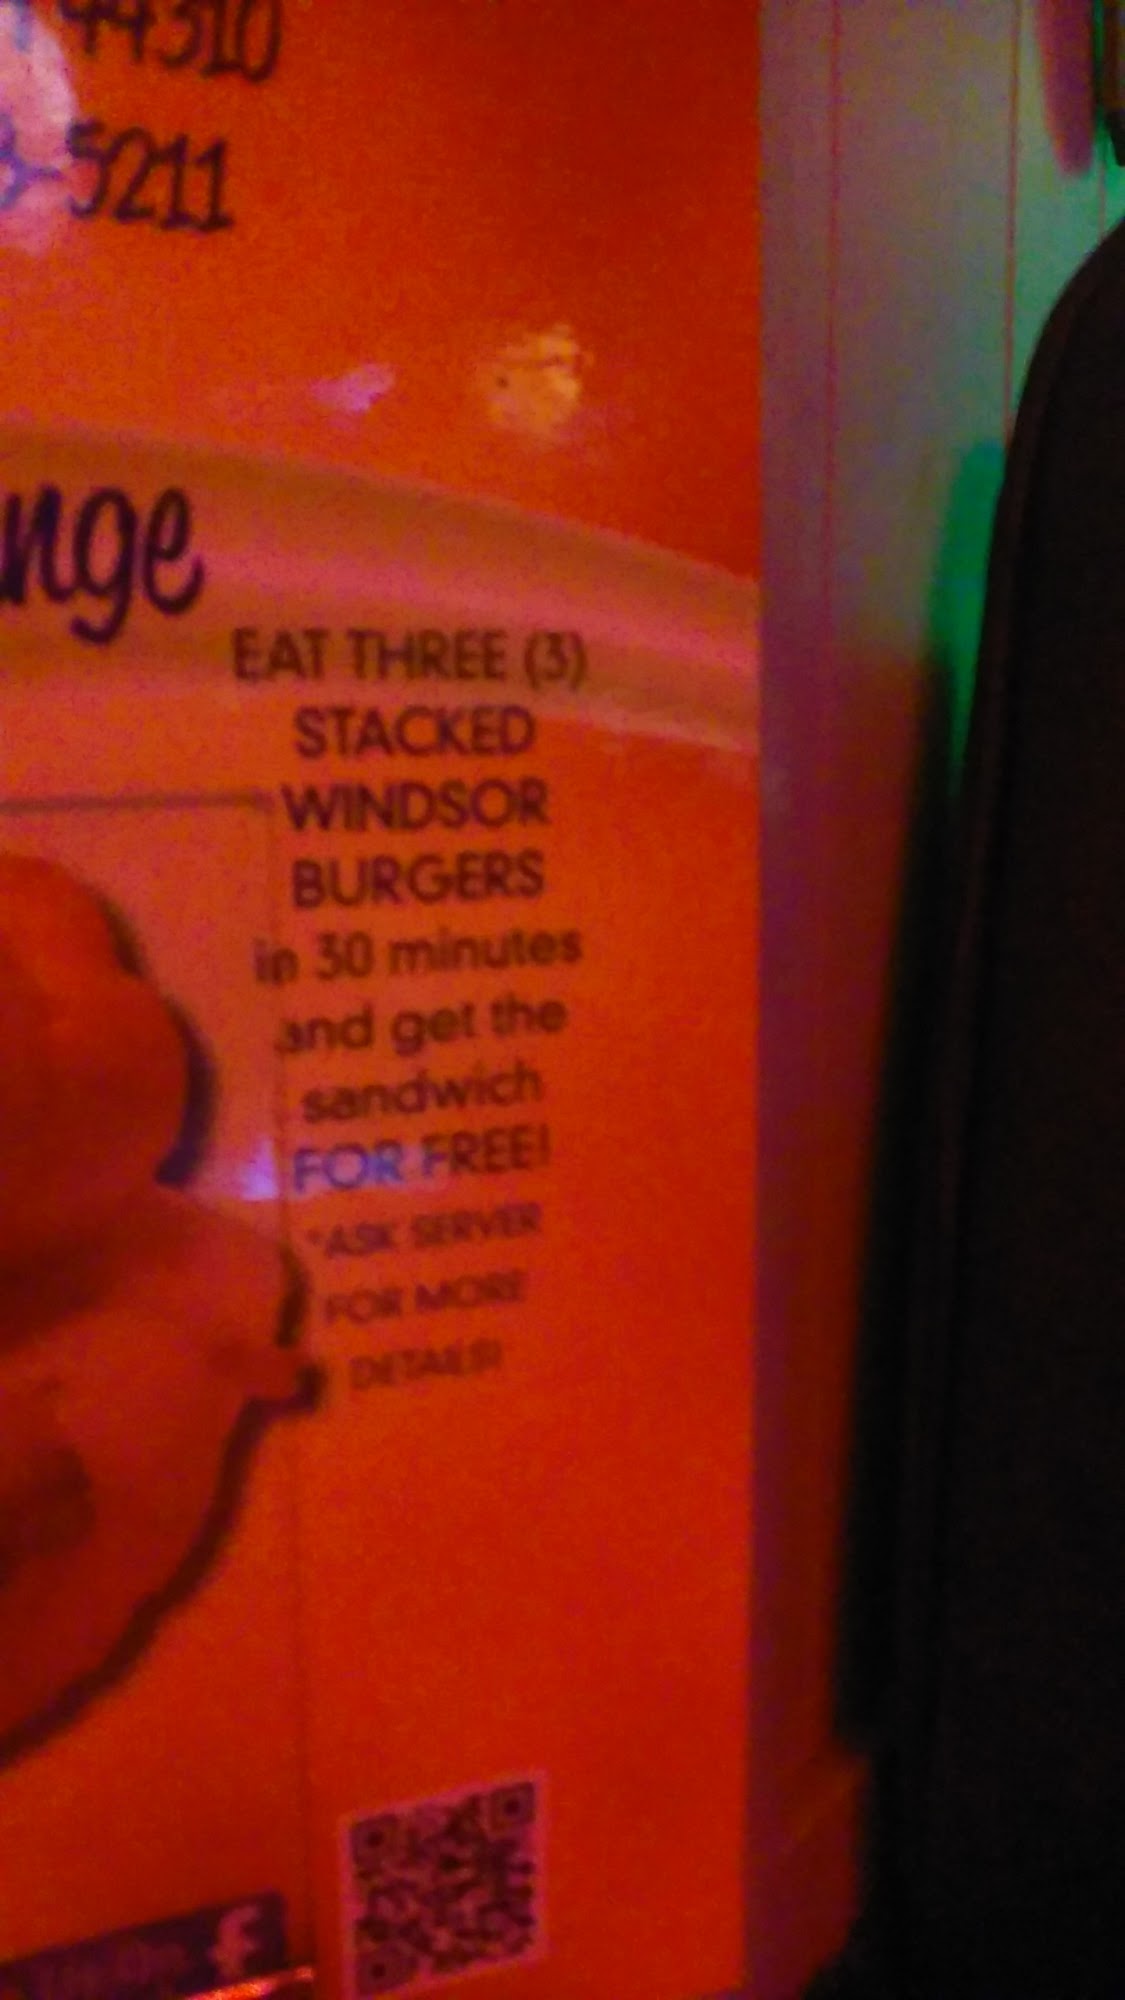 44310
-5211
nge
EAT THREE (3)
STACKED
WINDSOR
BURGERS
in 30 minutes
and get the
sandwich
FOR FREE!
*ASK SERVER
FOR MORE
DETAILS!
f